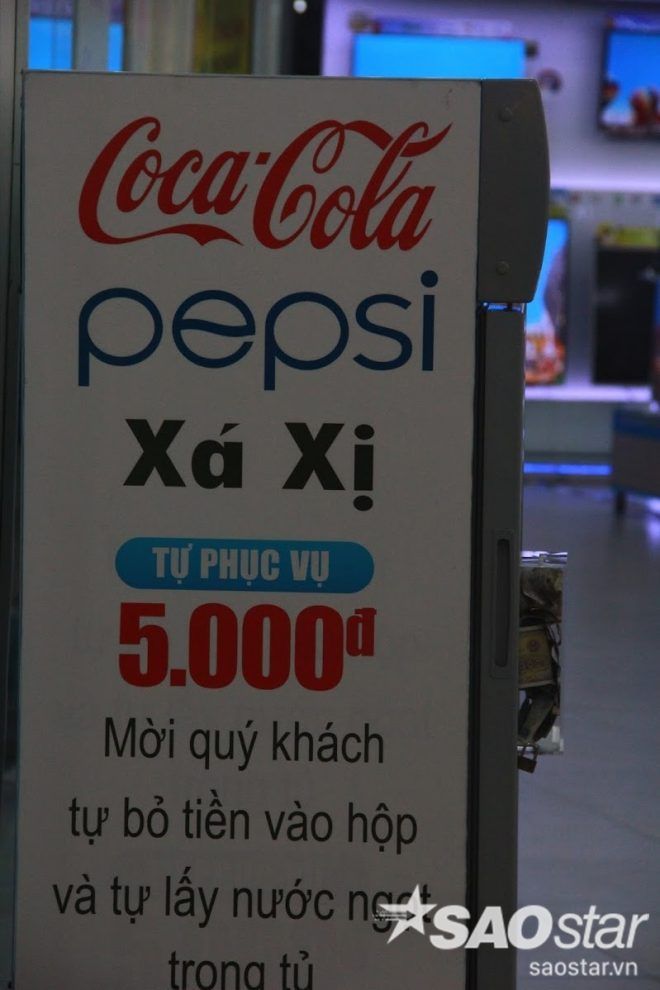 Coca-Cola
pepsi
Xá Xị
TỰ PHỤC VỤ
5.000đ
Mời quý khách
tự bỏ tiền vào hộp
và tự lấy nước ngọt
trong tủ
SAOstar
saostar.vn